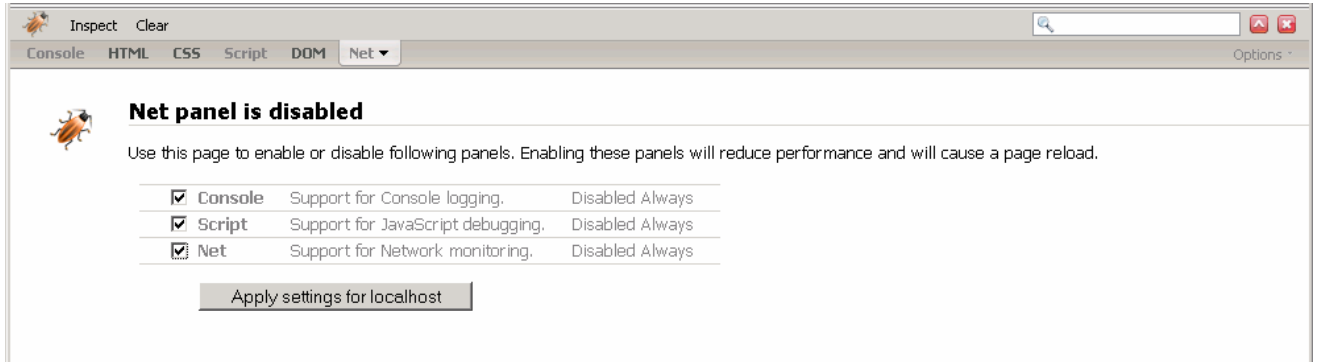 Inspect Clear
Console HTML CSS Script DOM Net Options
Net panel is disabled
Use this page to enable or disable following panels. Enabling these panels will reduce performance and will cause a page reload.
Console Support for Console logging. Disabled Always
Script Support for JavaScript debugging. Disabled Always
Net Support for Network monitoring. Disabled Always
Apply settings for localhost